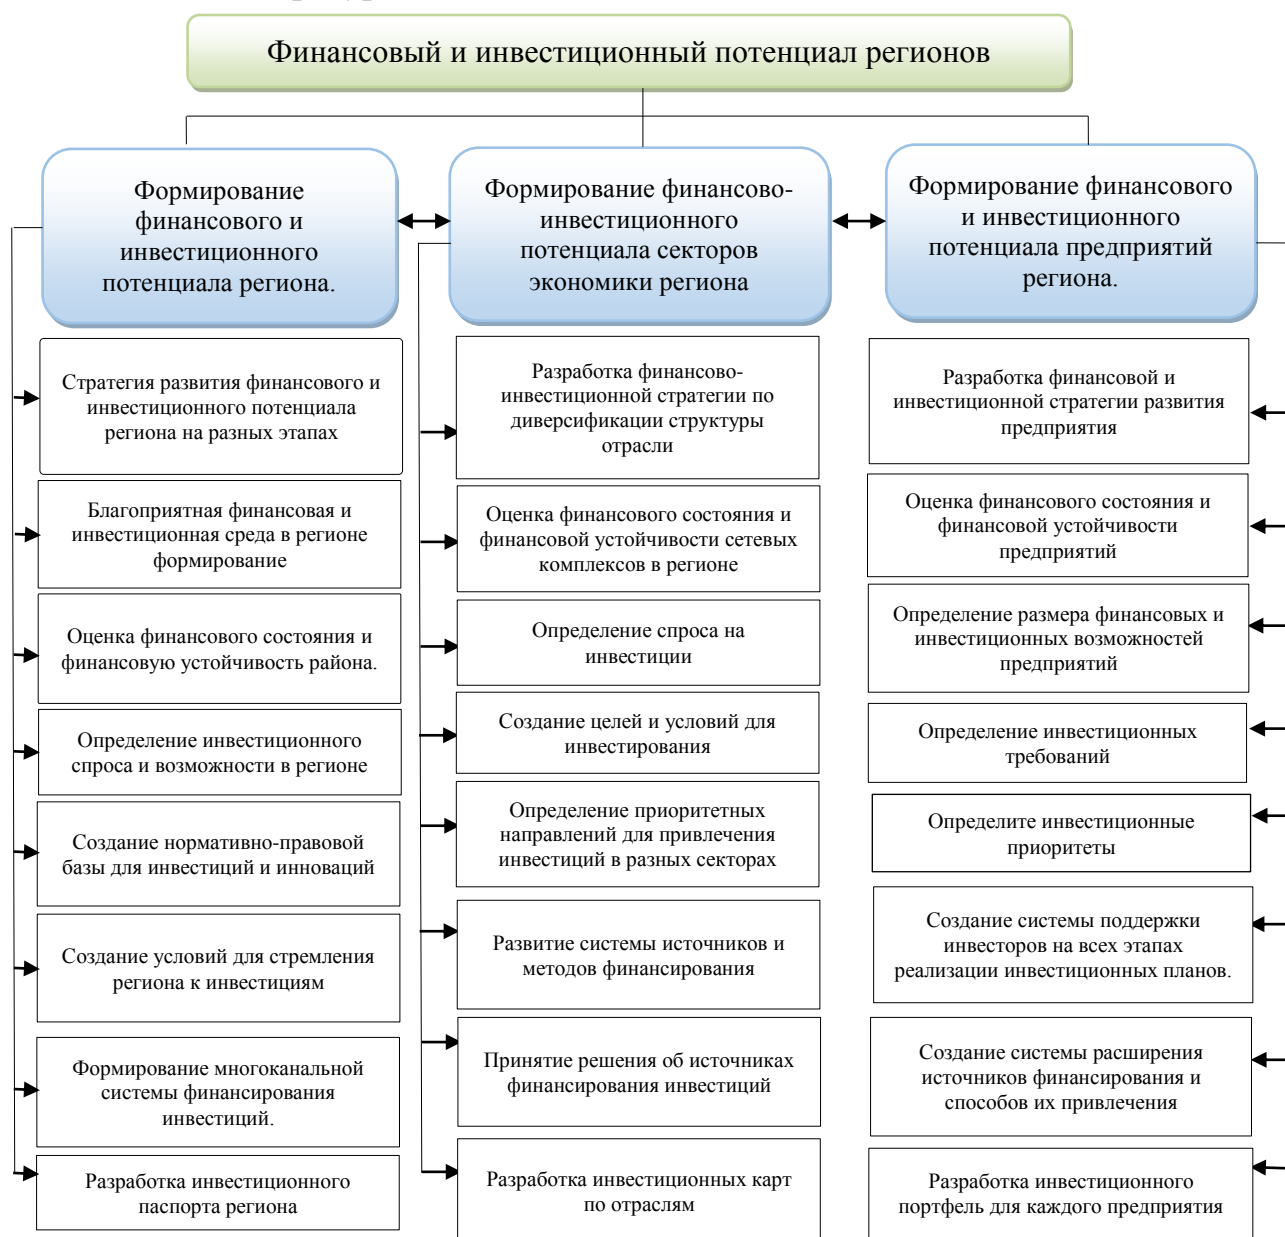 Финансовый и инвестиционный потенциал регионов
Формирование
финансового и
инвестиционного
потенциала региона.
Формирование финансово-
инвестиционного
потенциала секторов
экономики региона
Формирование финансового
и инвестиционного
потенциала предприятий
региона.
Стратегия развития финансового и
инвестиционного потенциала
региона на разных этапах
Благоприятная финансовая и
инвестиционная среда в регионе
формирование
Оценка финансового состояния и
финансовую устойчивость района.
Определение инвестиционного
спроса и возможности в регионе
Создание нормативно-правовой
базы для инвестиций и инноваций
Создание условий для стремления
региона к инвестициям
Формирование многоканальной
системы финансирования
инвестиций.
Разработка инвестиционного
паспорта региона
Разработка финансово-
инвестиционной стратегии по
диверсификации структуры
отрасли
Оценка финансового состояния и
финансовой устойчивости сетевых
комплексов в регионе
Определение спроса на
инвестиции
Создание целей и условий для
инвестирования
Определение приоритетных
направлений для привлечения
инвестиций в разных секторах
Развитие системы источников и
методов финансирования
Принятие решения об источниках
финансирования инвестиций
Разработка инвестиционных карт
по отраслям
Разработка финансовой и
инвестиционной стратегии развития
предприятия
Оценка финансового состояния и
финансовой устойчивости
предприятий
Определение размера финансовых и
инвестиционных возможностей
предприятий
Определение инвестиционных
требований
Определите инвестиционные
приоритеты
Создание системы поддержки
инвесторов на всех этапах
реализации инвестиционных планов.
Создание системы расширения
источников финансирования и
способов их привлечения
Разработка инвестиционного
портфель для каждого предприятия